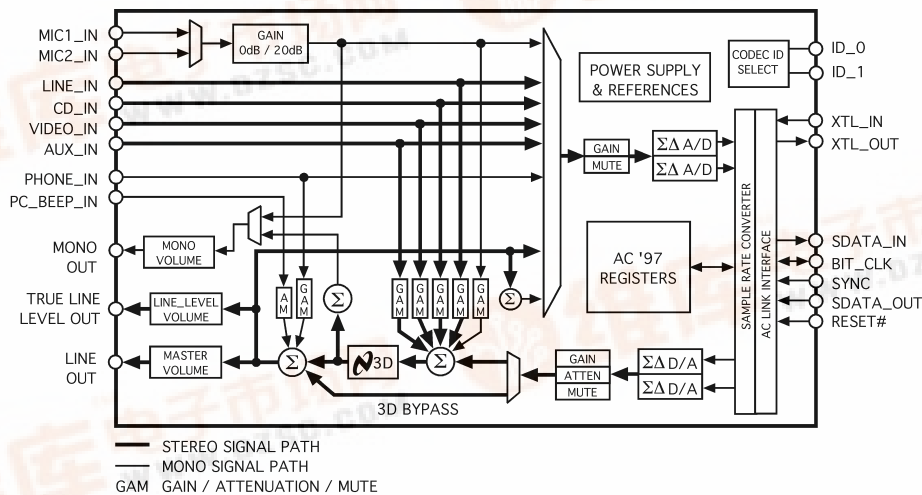 MIC1_IN
MIC2_IN
LINE_IN
CD_IN
VIDEO_IN
AUX_IN
PHONE_IN
PC_BEEP_IN
MONO
OUT
TRUE LINE
LEVEL OUT
LINE
OUT
GAIN
0dB / 20dB
MONO
VOLUME
LINE_LEVEL
VOLUME
MASTER
VOLUME
AM
GAM
Σ
Σ
3D
GAM
GAM
GAM
GAM
GAM
Σ
Σ
3D BYPASS
POWER SUPPLY
& REFERENCES
GAIN
MUTE
ΣΔ A/D
ΣΔ A/D
AC '97
REGISTERS
GAIN
ATTEN
MUTE
ΣΔ D/A
ΣΔ D/A
CODEC ID
SELECT
SAMPLE RATE CONVERTER
AC LINK INTERFACE
ID_0
ID_1
XTL_IN
XTL_OUT
SDATA_IN
BIT_CLK
SYNC
SDATA_OUT
RESET#
STEREO SIGNAL PATH
MONO SIGNAL PATH
GAM GAIN / ATTENUATION / MUTE